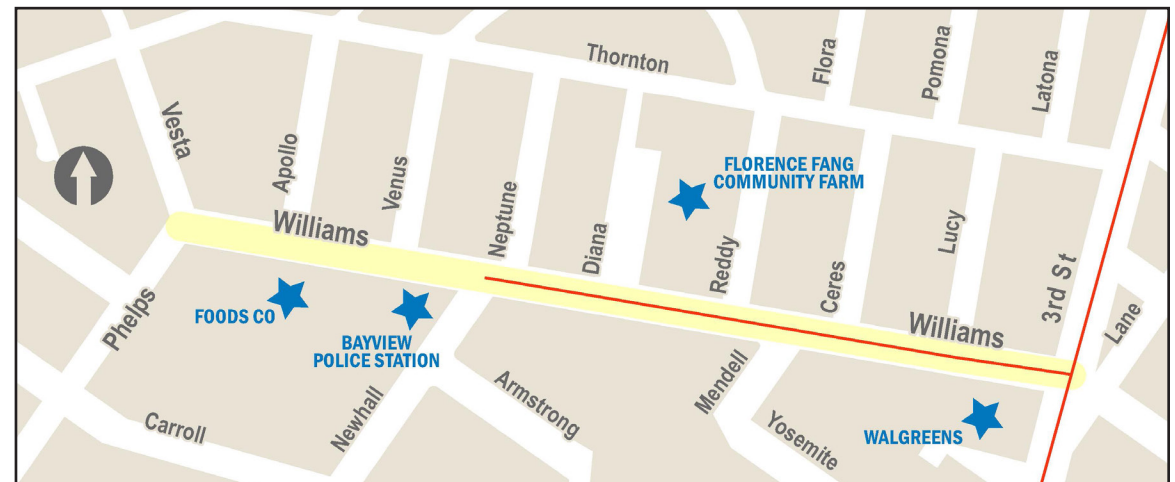 Thornton
Flora
Pomona
Latona
Vesta
Apollo
Venus
Neptune
Diana
FLORENCE FANG
COMMUNITY FARM
Reddy
Ceres
Lucy
3rd St
Lane
Williams
Williams
Phelps
FOODS CO
BAYVIEW
POLICE STATION
Newhall
Armstrong
Mendell
Yosemite
WALGREENS
Carroll